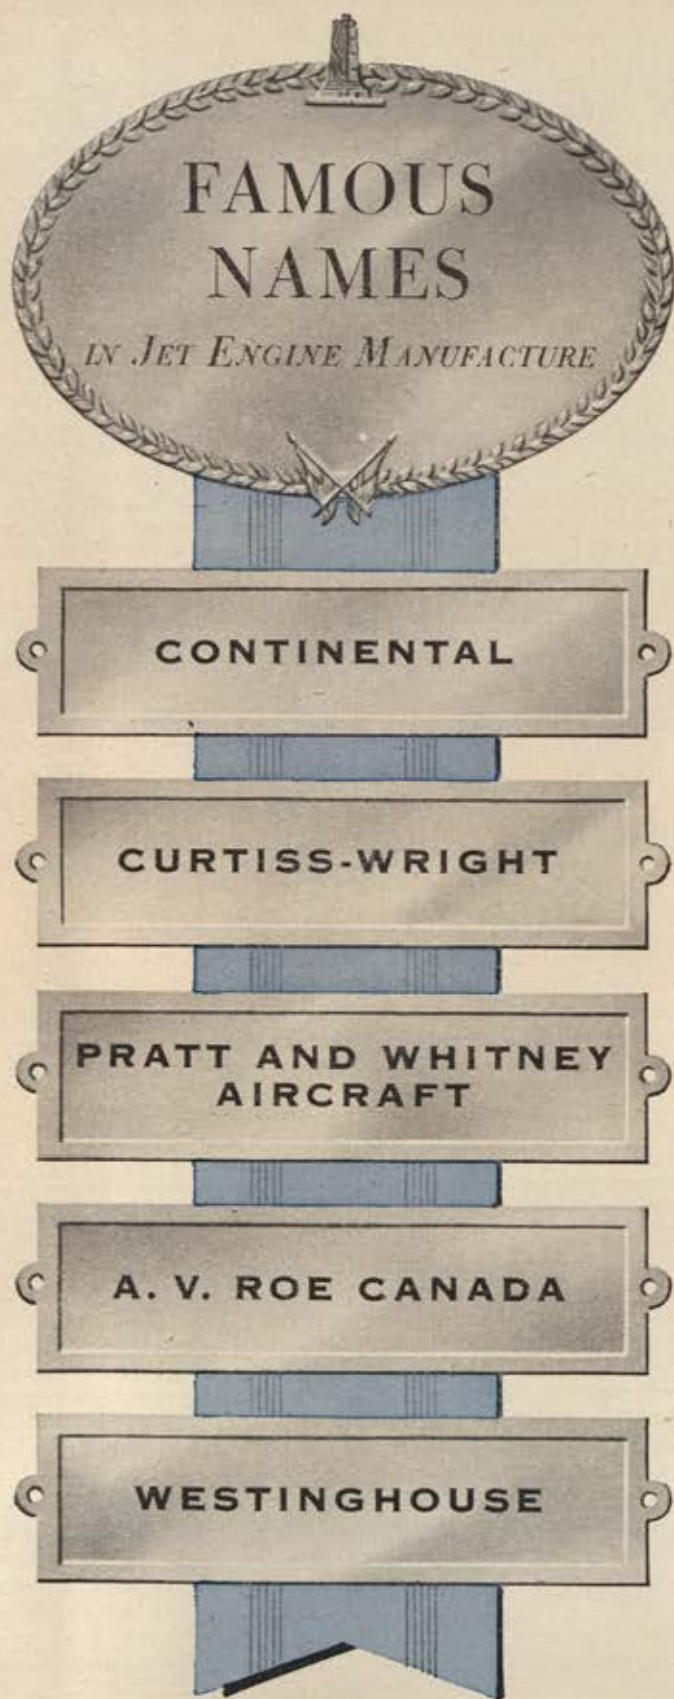 FAMOUS
NAMES
IN JET ENGINE MANUFACTURE
CONTINENTAL
CURTISS-WRIGHT
PRATT AND WHITNEY
AIRCRAFT
A. V. ROE CANADA
WESTINGHOUSE